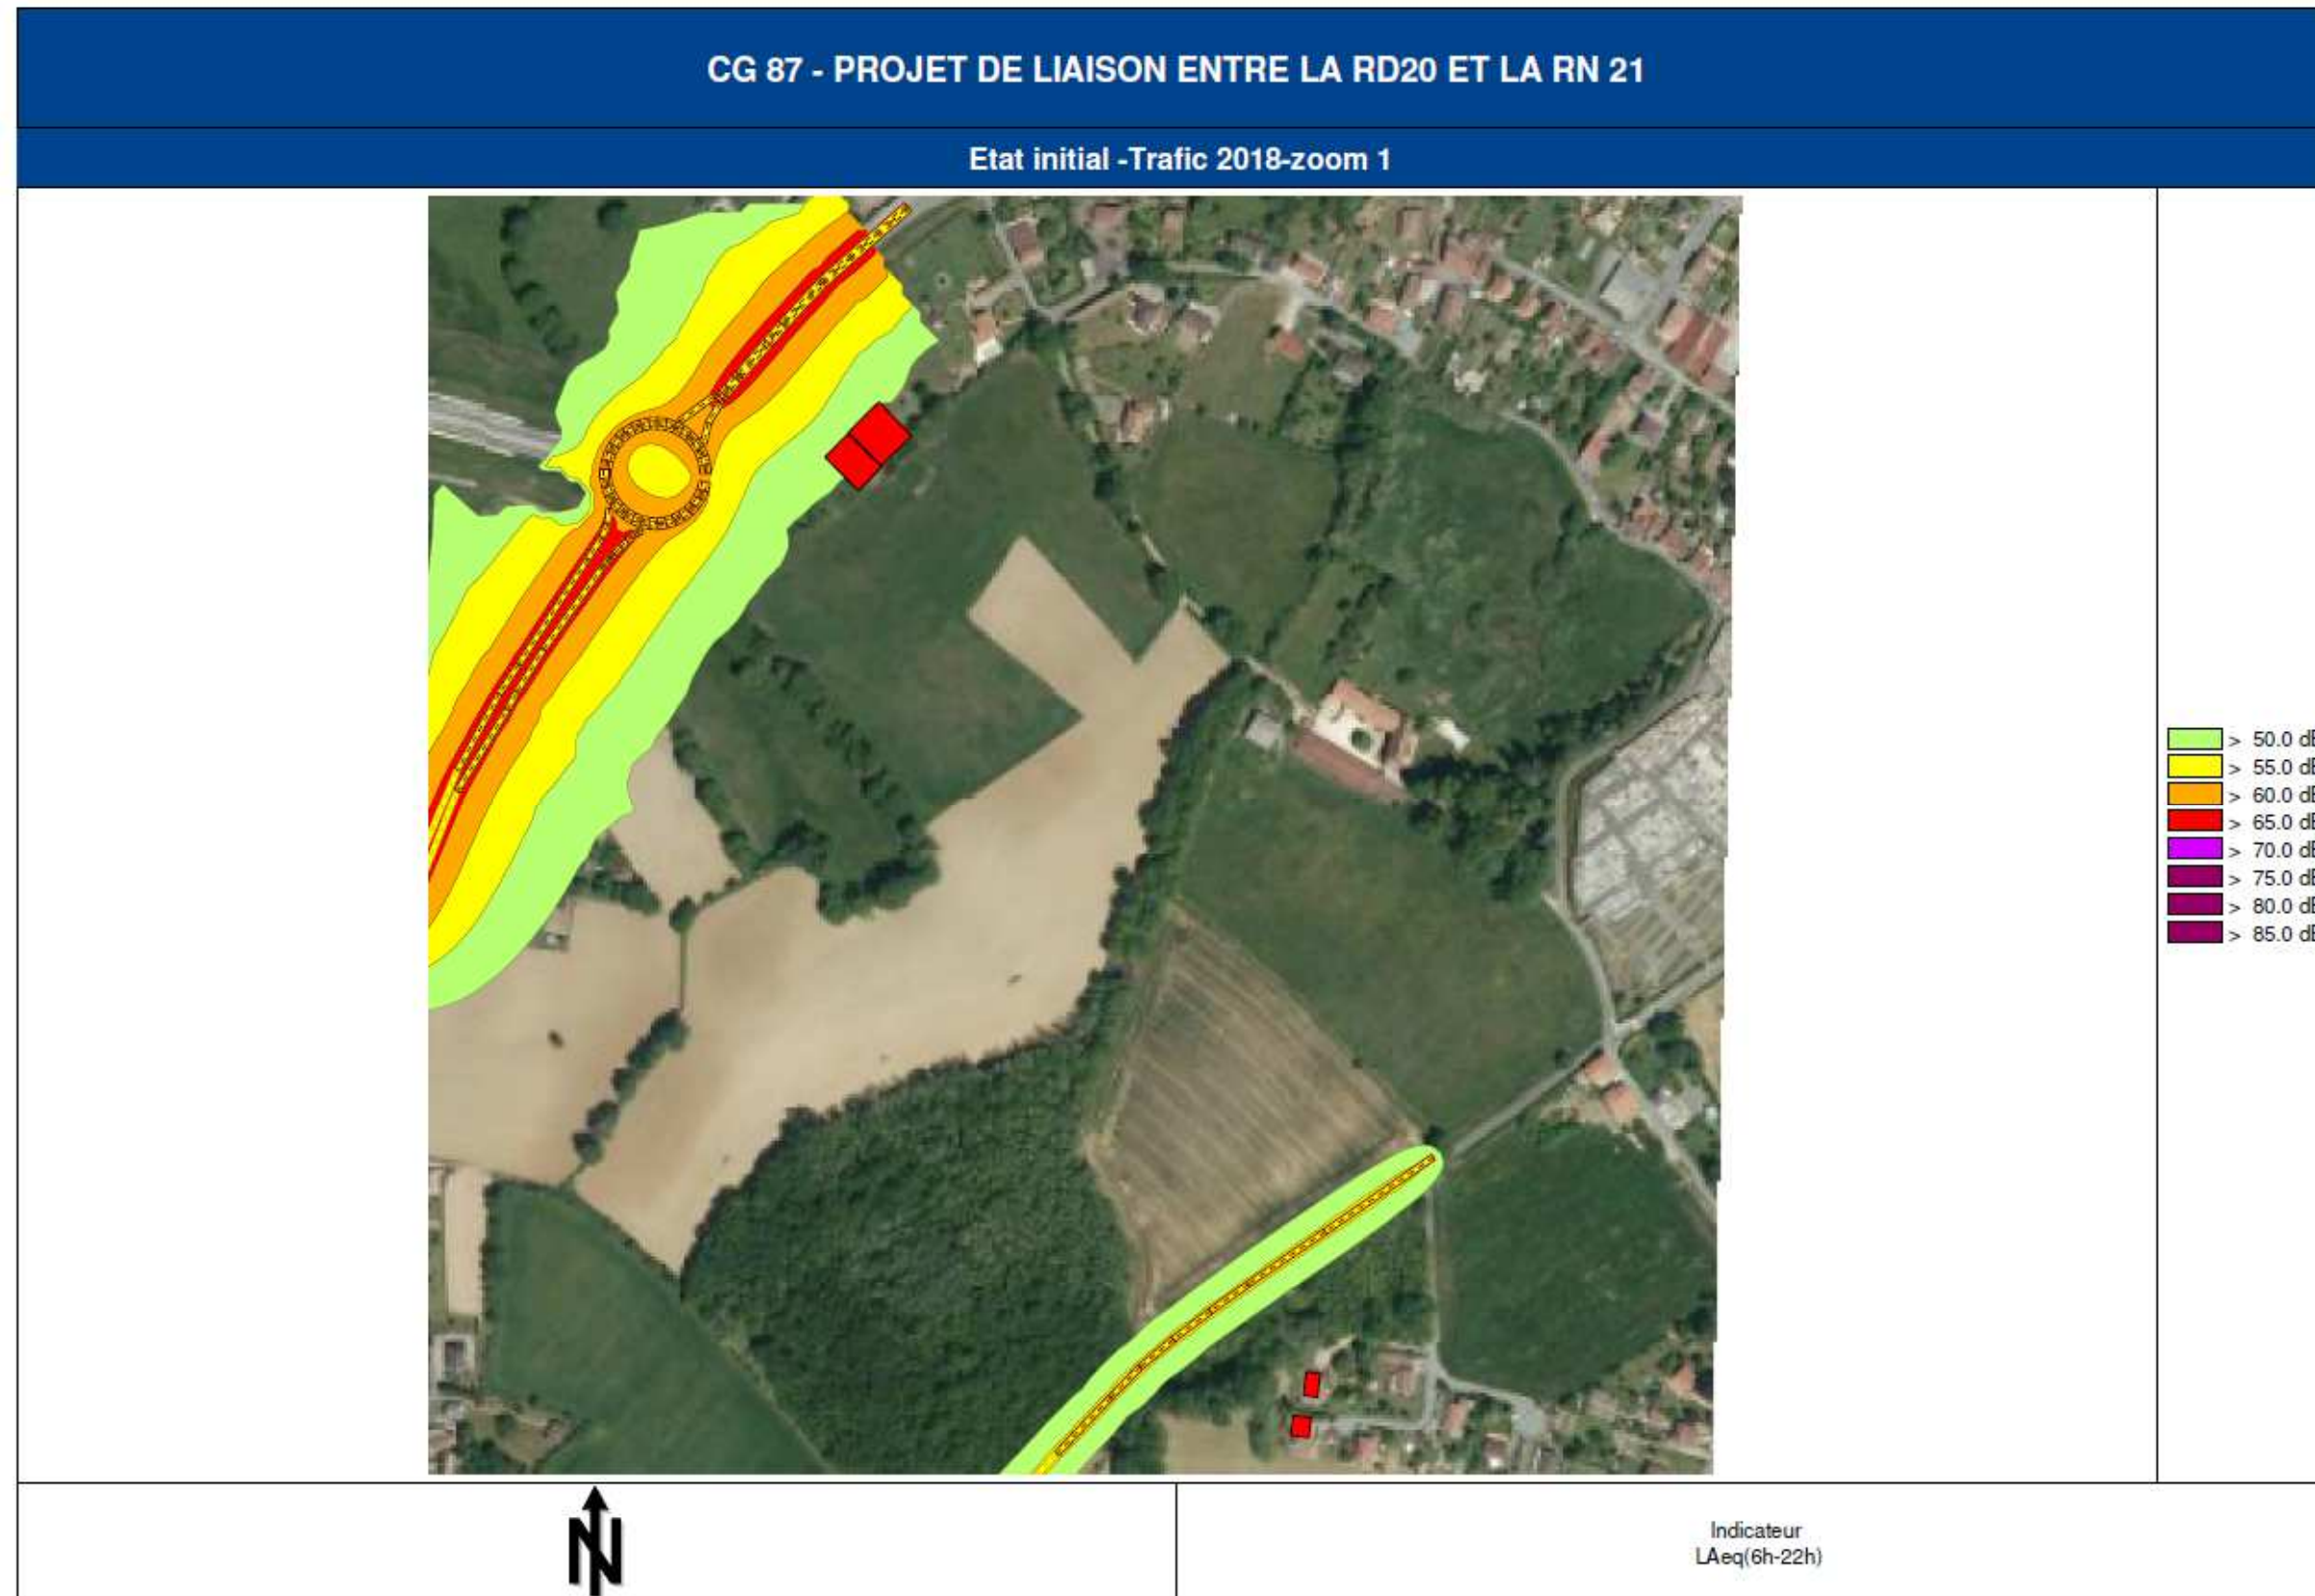 CG 87 - PROJET DE LIAISON ENTRE LA RD20 ET LA RN 21
Etat initial -Trafic 2018-zoom 1
> 50.0 dB
> 55.0 dB
> 60.0 dB
> 65.0 dB
> 70.0 dB
> 75.0 dB
> 80.0 dB
> 85.0 dB
N
Indicateur
LAeq(6h-22h)